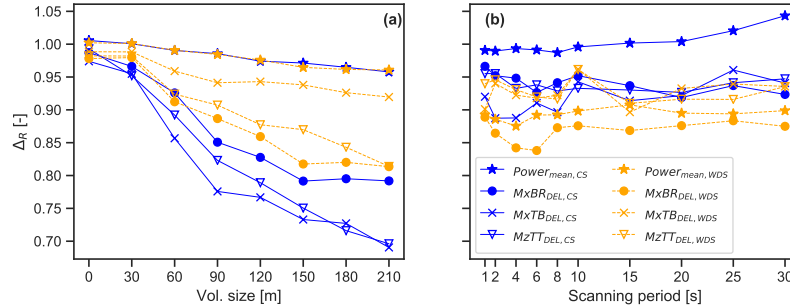 (a)
1.05
1.00
0.95
0.90
0.85
0.80
0.75
0.70
Δ_R [-]
0 30 60 90 120 150 180 210
Vol. size [m]
(b)
Power_mean, CS
MxBR_DEL, CS
MxTB_DEL, CS
MzTT_DEL, CS
Power_mean, WDS
MxBR_DEL, WDS
MxTB_DEL, WDS
MzTT_DEL, WDS
1 2 4 6 8 10 15 20 25 30
Scanning period [s]